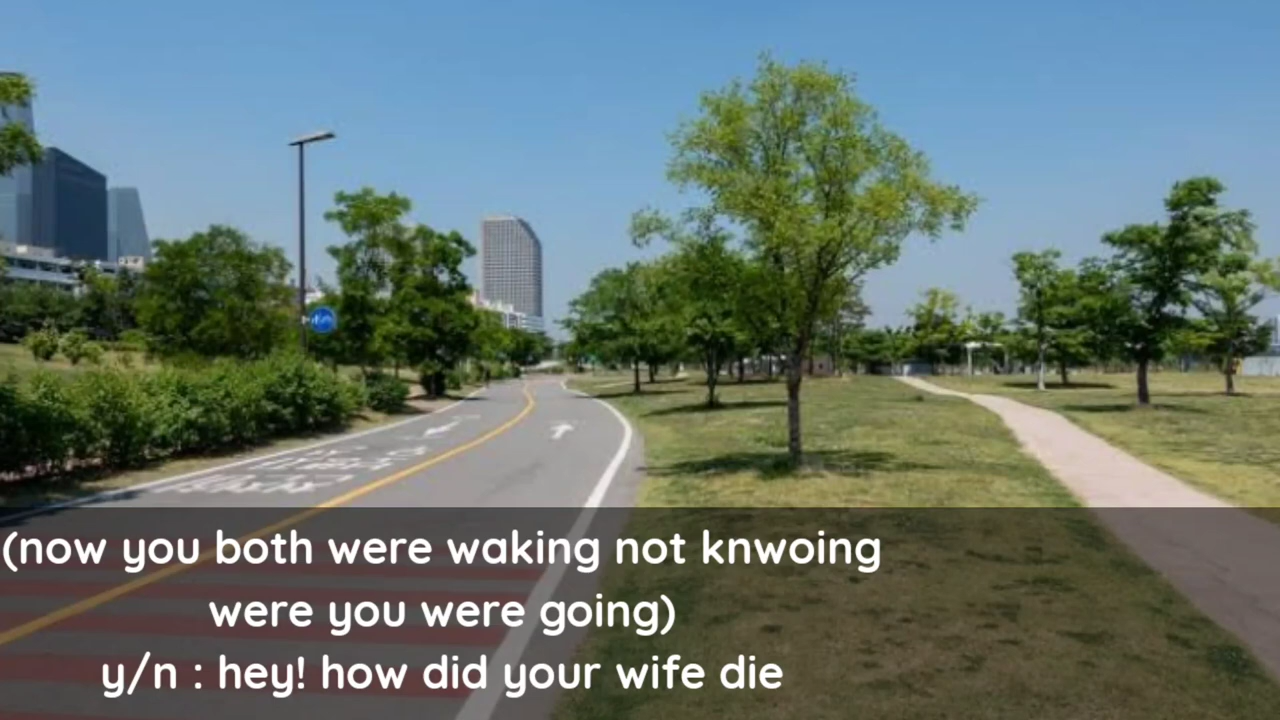 (now you both were waking not knwoing
were you were going)
y/n : hey! how did your wife die